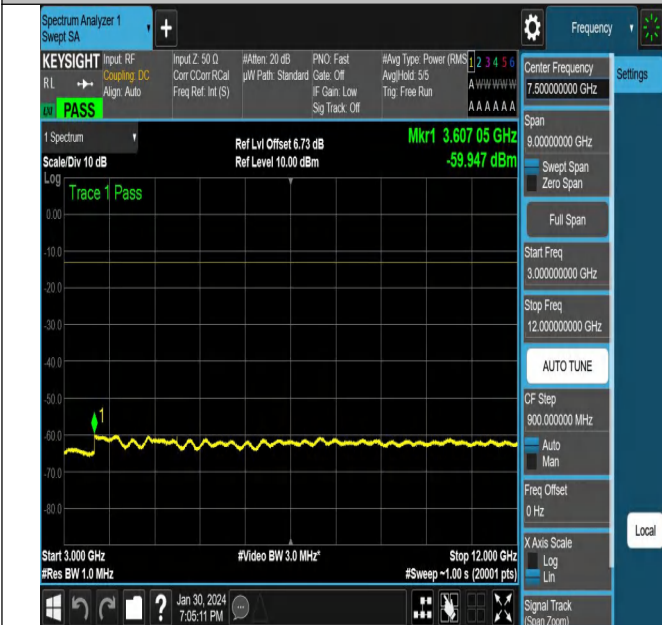 Spectrum Analyzer 1
Swept SA
+
Frequency
KEYSIGHT
RL
Input: RF
Coupling: DC
Align: Auto
Input Z: 50 Ω
Corr CCorr RCal
Freq Ref: Int (S)
#Atten: 20 dB
µW Path: Standard
PNO: Fast
Gate: Off
IF Gain: Low
Sig Track: Off
#Avg Type: Power (RMS
Avg|Hold: 5/5
Trig: Free Run
1 2 3 4 5 6
A W W W W W
A A A A A A
PASS
1 Spectrum
Scale/Div 10 dB
Ref Lvl Offset 6.73 dB
Ref Level 10.00 dBm
Mkr1 3.607 05 GHz
-59.947 dBm
Log
Trace 1 Pass
0.00
-10.0
-20.0
-30.0
-40.0
-50.0
1
-60.0
-70.0
-80.0
Start 3.000 GHz
#Res BW 1.0 MHz
#Video BW 3.0 MHz*
Stop 12.000 GHz
#Sweep ~1.00 s (20001 pts)
Center Frequency
7.500000000 GHz
Settings
Span
9.00000000 GHz
Swept Span
Zero Span
Full Span
Start Freq
3.000000000 GHz
Stop Freq
12.000000000 GHz
AUTO TUNE
CF Step
900.000000 MHz
Auto
Man
Freq Offset
0 Hz
X Axis Scale
Log
Lin
Local
Signal Track
(Span Zoom)
?
Jan 30, 2024
7:05:11 PM